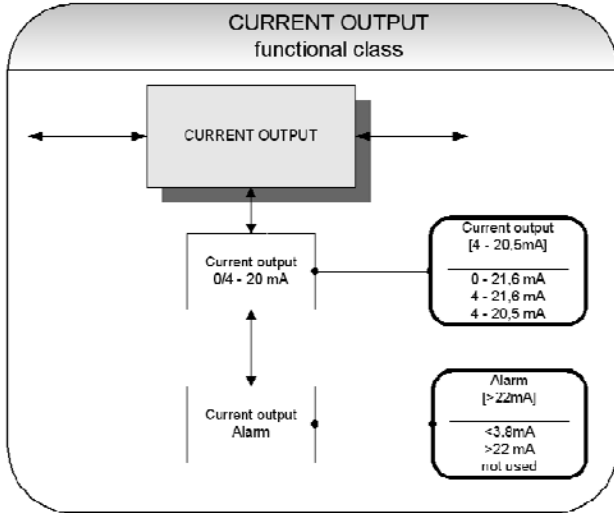 CURRENT OUTPUT
functional class
CURRENT OUTPUT
Current output
0/4 - 20 mA
Current output
[4 - 20,5mA]
0 - 21,6 mA
4 - 21,6 mA
4 - 20,5 mA
Current output
Alarm
Alarm
[>22mA]
<3.8mA
>22 mA
not used